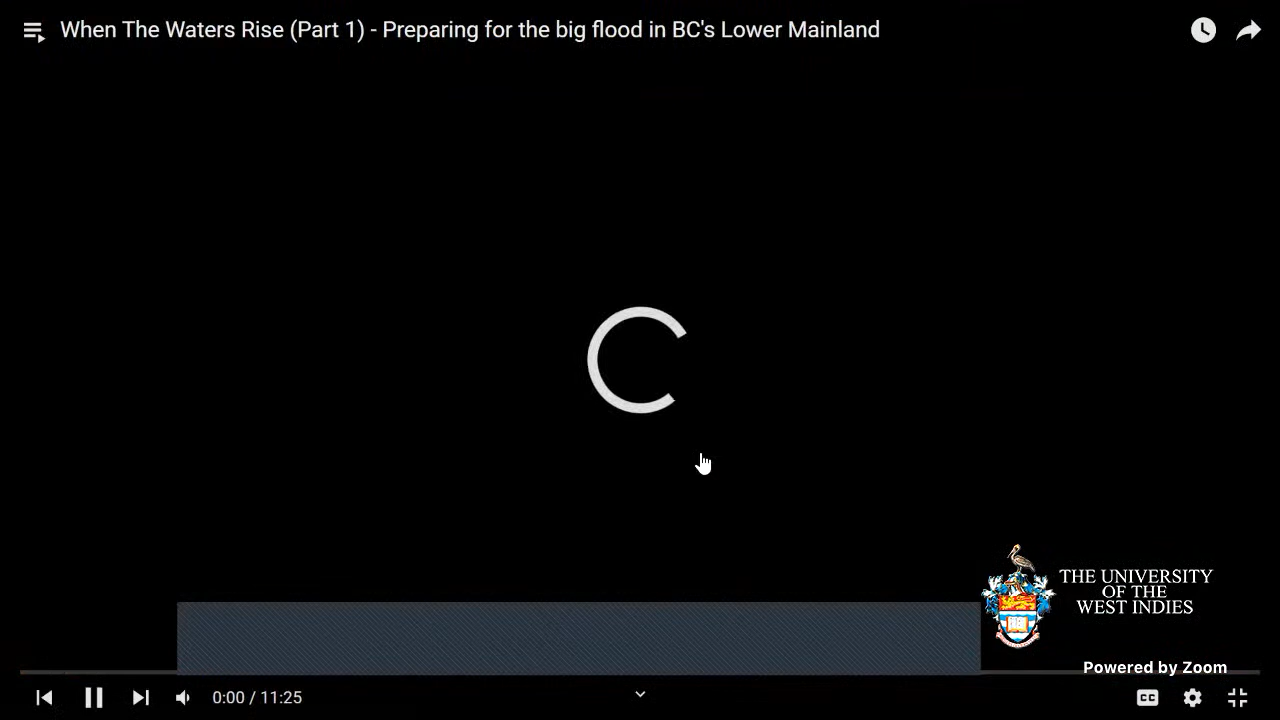 When The Waters Rise (Part 1) - Preparing for the big flood in BC's Lower Mainland
THE UNIVERSITY
OF THE
WEST INDIES
Powered by Zoom
0:00 / 11:25
CC